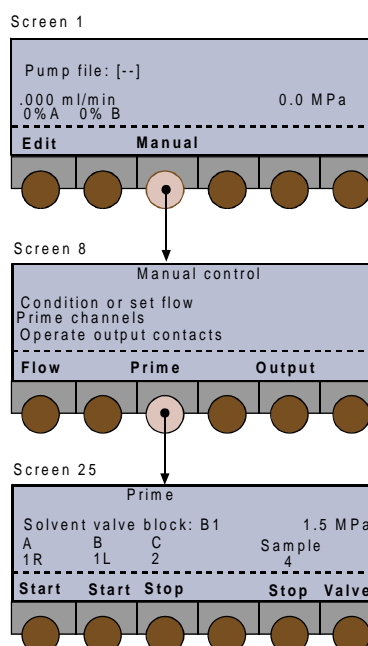 Screen 1
Pump file: [--]
.000 ml/min 0.0 MPa
0%A 0% B
Edit Manual
Screen 8
Manual control
Condition or set flow
Prime channels
Operate output contacts
Flow Prime Output
Screen 25
Prime
Solvent valve block: B1 1.5 MPa
A B C Sample
1R 1L 2 4
Start Start Stop Stop Valve